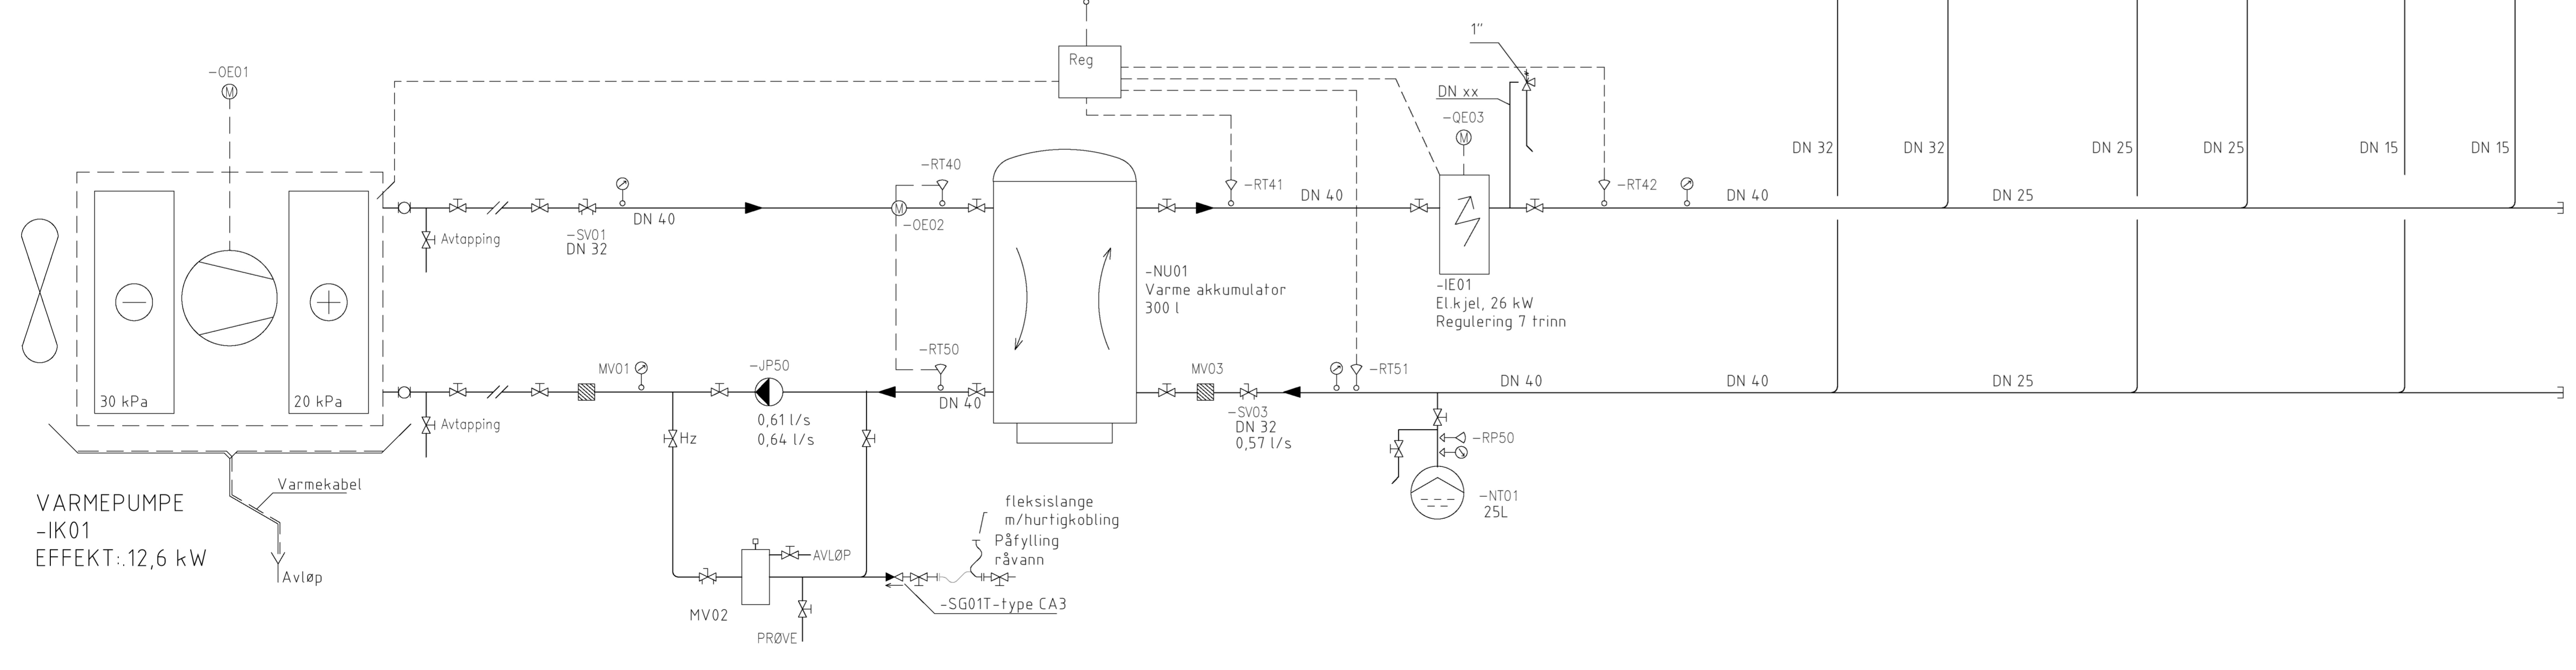 1"
Reg
-OE01
M
DN xx
-QE03
M
DN 32
DN 32
DN 25
DN 25
DN 15
DN 15
-RT40
-RT41
-RT42
DN 40
DN 40
DN 25
DN 40
M
-OE02
-SV01
DN 32
Avtapping
-NU01
Varme akkumulator
300 l
-IE01
El.kjel, 26 kW
Regulering 7 trinn
30 kPa
20 kPa
MV01
-JP50
-RT50
MV03
-RT51
DN 40
DN 40
DN 40
DN 25
0,61 l/s
0,64 l/s
-SV03
DN 32
0,57 l/s
Avtapping
Hz
-RP50
-NT01
25L
Varmekabel
VARMEPUMPE
-IK01
EFFEKT:.12,6 kW
Avløp
fleksislange
m/hurtigkobling
Påfylling
råvann
AVLØP
MV02
-SG01T-type CA3
PRØVE